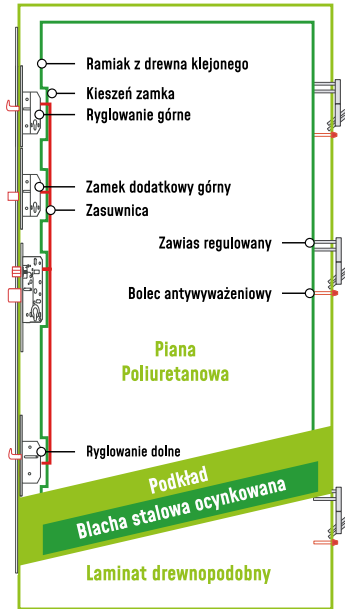 Ramiak z drewna klejonego
Kieszeń zamka
Ryglowanie górne
Zamek dodatkowy górny
Zasuwnica
Zawias regulowany
Bolec antywyważeniowy
Piana
Poliuretanowa
Ryglowanie dolne
Podkład
Blacha stalowa ocynkowana
Laminat drewnopodobny